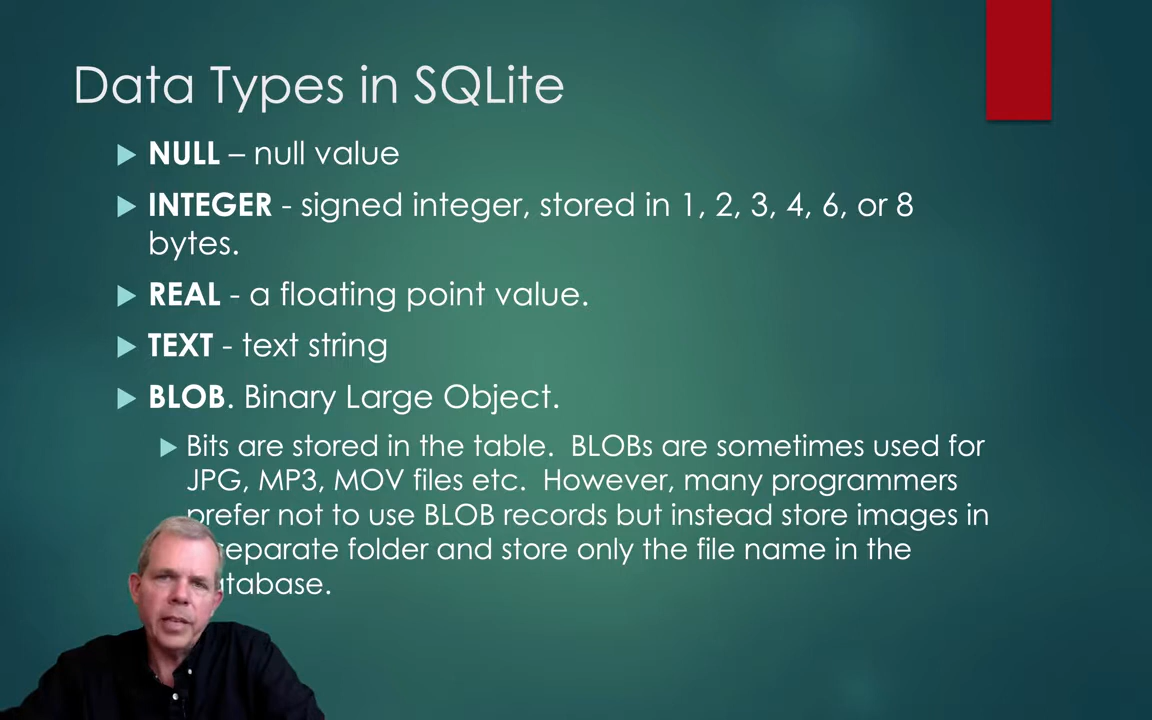 Data Types in SQLite
NULL – null value
INTEGER - signed integer, stored in 1, 2, 3, 4, 6, or 8
bytes.
REAL - a floating point value.
TEXT - text string
BLOB. Binary Large Object.
Bits are stored in the table. BLOBs are sometimes used for
JPG, MP3, MOV files etc. However, many programmers
prefer not to use BLOB records but instead store images in
separate folder and store only the file name in the